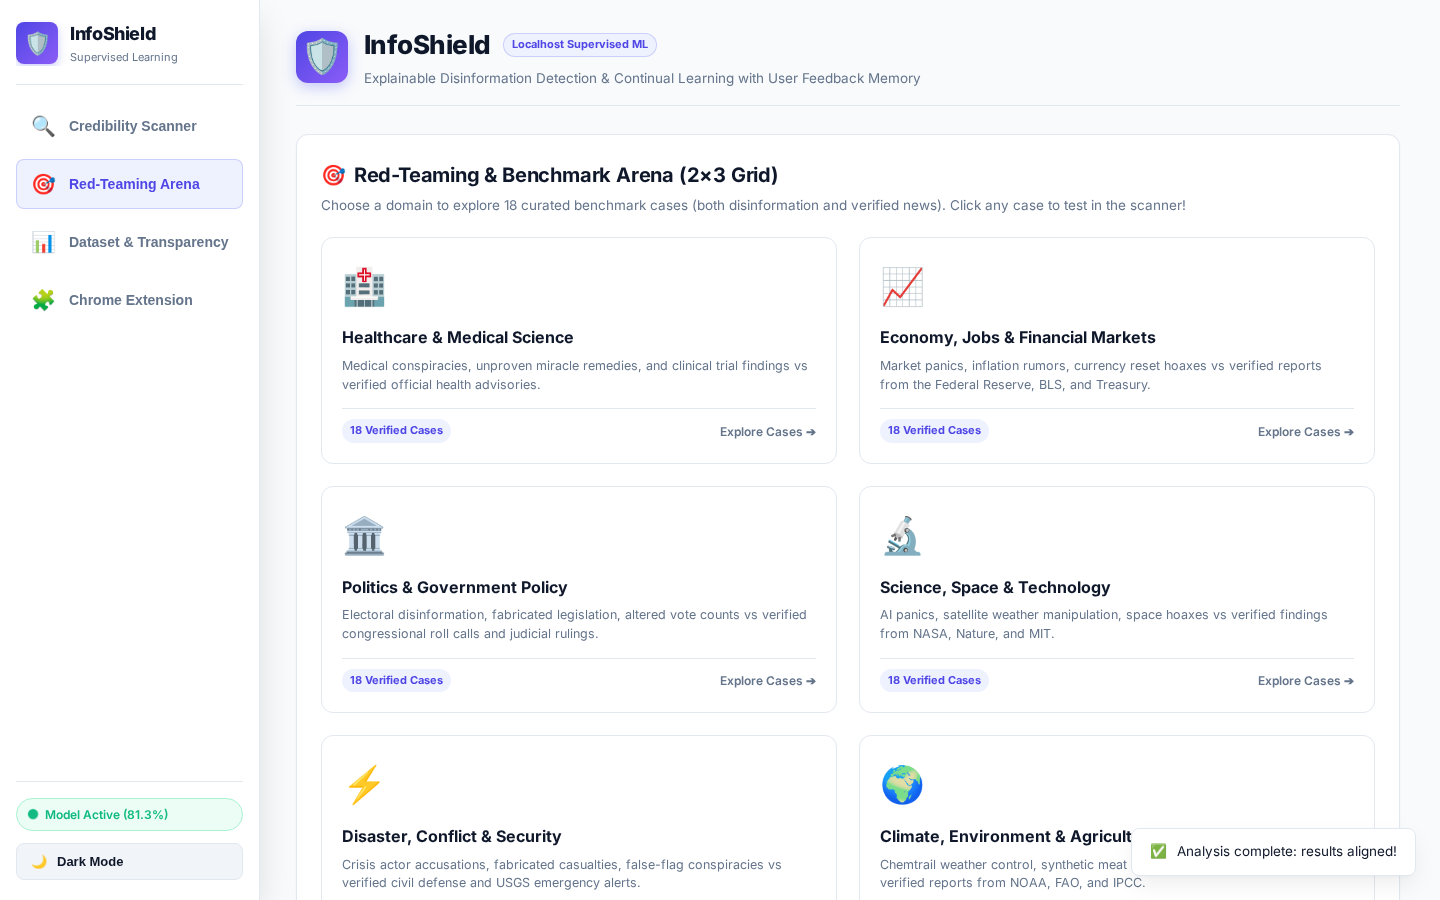 InfoShield
Supervised Learning
Credibility Scanner
Red-Teaming Arena
Dataset & Transparency
Chrome Extension
Model Active (81.3%)
Dark Mode
InfoShield
Localhost Supervised ML
Explainable Disinformation Detection & Continual Learning with User Feedback Memory
Red-Teaming & Benchmark Arena (2×3 Grid)
Choose a domain to explore 18 curated benchmark cases (both disinformation and verified news). Click any case to test in the scanner!
Healthcare & Medical Science
Medical conspiracies, unproven miracle remedies, and clinical trial findings vs
verified official health advisories.
18 Verified Cases
Explore Cases ➔
Economy, Jobs & Financial Markets
Market panics, inflation rumors, currency reset hoaxes vs verified reports
from the Federal Reserve, BLS, and Treasury.
18 Verified Cases
Explore Cases ➔
Politics & Government Policy
Electoral disinformation, fabricated legislation, altered vote counts vs verified
congressional roll calls and judicial rulings.
18 Verified Cases
Explore Cases ➔
Science, Space & Technology
AI panics, satellite weather manipulation, space hoaxes vs verified findings
from NASA, Nature, and MIT.
18 Verified Cases
Explore Cases ➔
Disaster, Conflict & Security
Crisis actor accusations, fabricated casualties, false-flag conspiracies vs
verified civil defense and USGS emergency alerts.
Climate, Environment &
Chemtrail weather control, synthetic meat
verified reports from NOAA, FAO, and IPCC.
Analysis complete: results aligned!